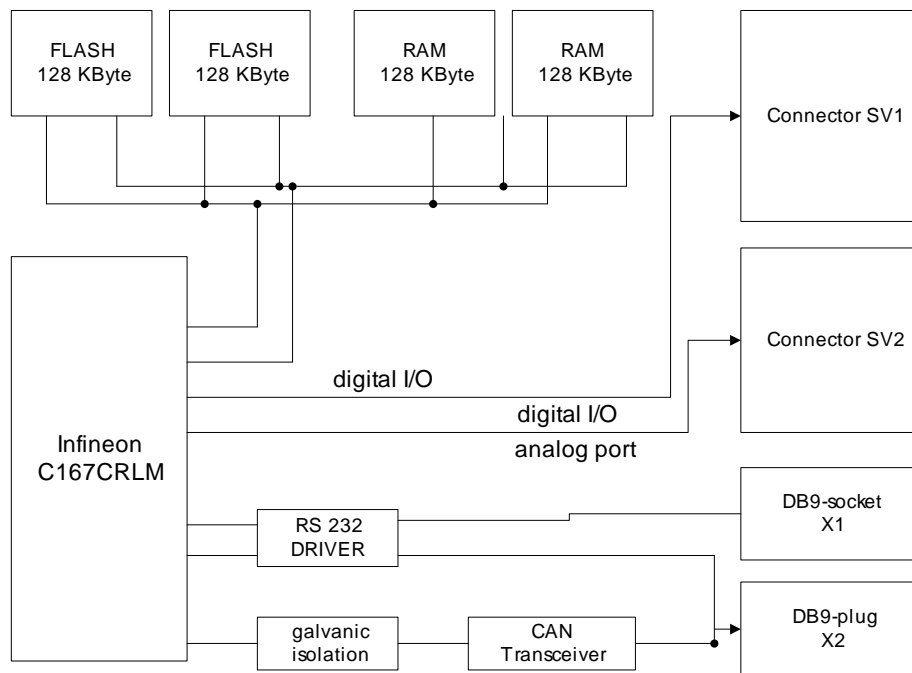 FLASH
128 KByte
FLASH
128 KByte
RAM
128 KByte
RAM
128 KByte
Connector SV1
Connector SV2
digital I/O
digital I/O
analog port
Infineon
C167CRLM
RS 232
DRIVER
DB9-socket
X1
galvanic
isolation
CAN
Transceiver
DB9-plug
X2